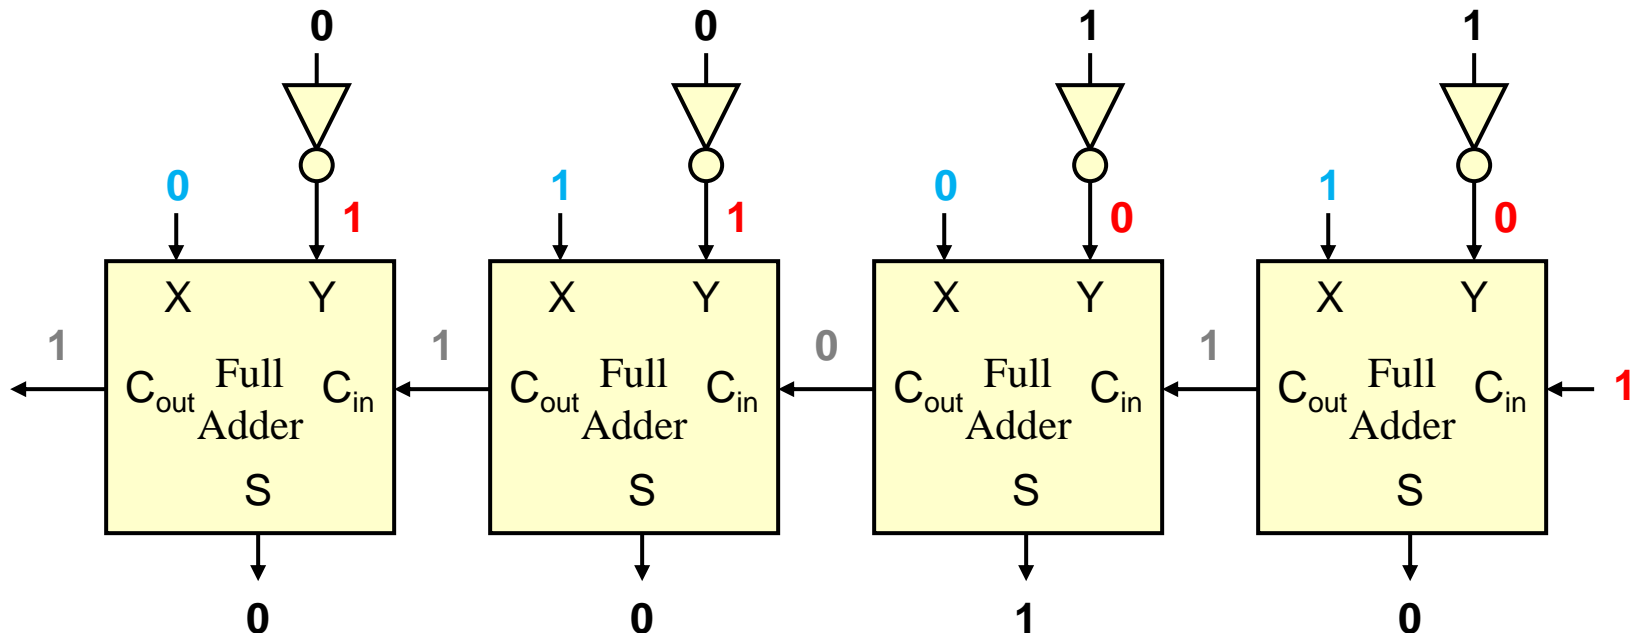 0 0 1 1
0 1 0 1
1 1 0 0
X Y X Y X Y X Y
1 1 0 1
Full Full Full Full
Cout Cin Cout Cin Cout Cin Cout Cin 1
Adder Adder Adder Adder
S S S S
0 0 1 0